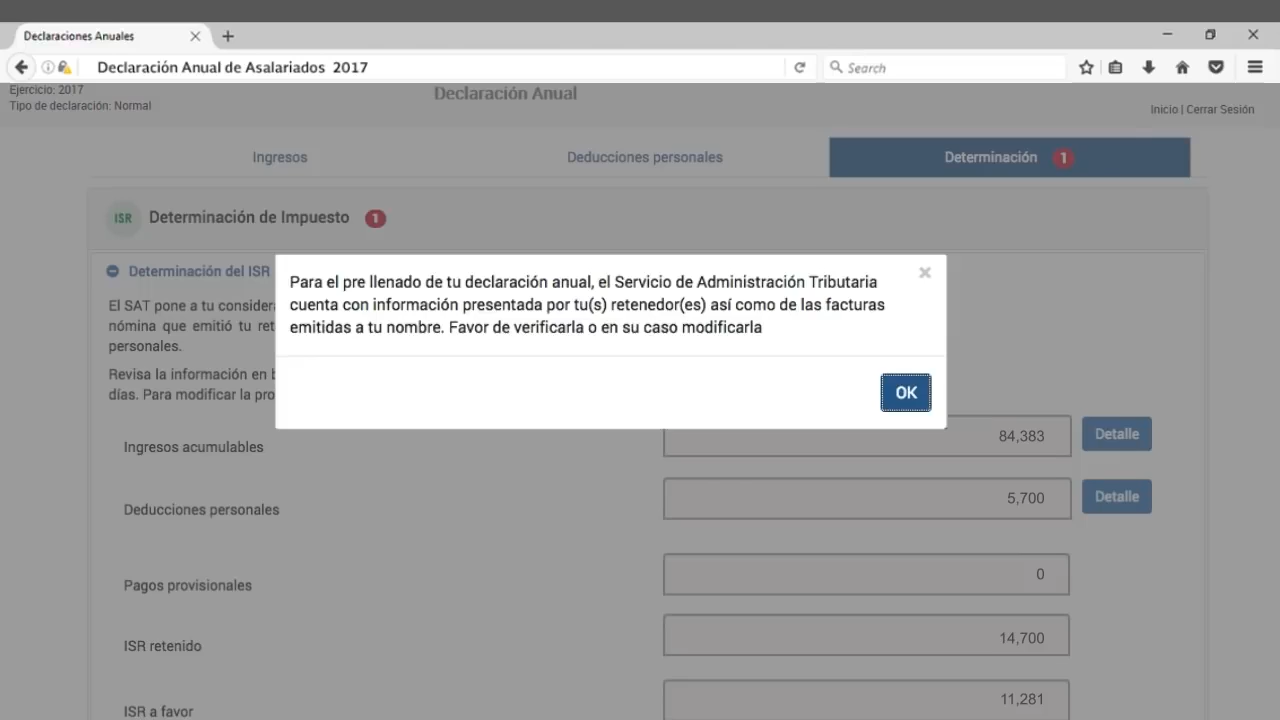 Declaraciones Anuales
Declaración Anual de Asalariados 2017
Search
Ejercicio: 2017
Tipo de declaración: Normal
Declaración Anual
Inicio | Cerrar Sesión
Ingresos
Deducciones personales
Determinación 1
ISR Determinación de Impuesto 1
Determinación del ISR
El SAT pone a tu considera
nómina que emitió tu ret
personales.
Revisa la información en b
días. Para modificar la pro
Para el pre llenado de tu declaración anual, el Servicio de Administración Tributaria
cuenta con información presentada por tu(s) retenedor(es) así como de las facturas
emitidas a tu nombre. Favor de verificarla o en su caso modificarla
OK
Ingresos acumulables 84,383 Detalle
Deducciones personales 5,700 Detalle
Pagos provisionales 0
ISR retenido 14,700
ISR a favor 11,281